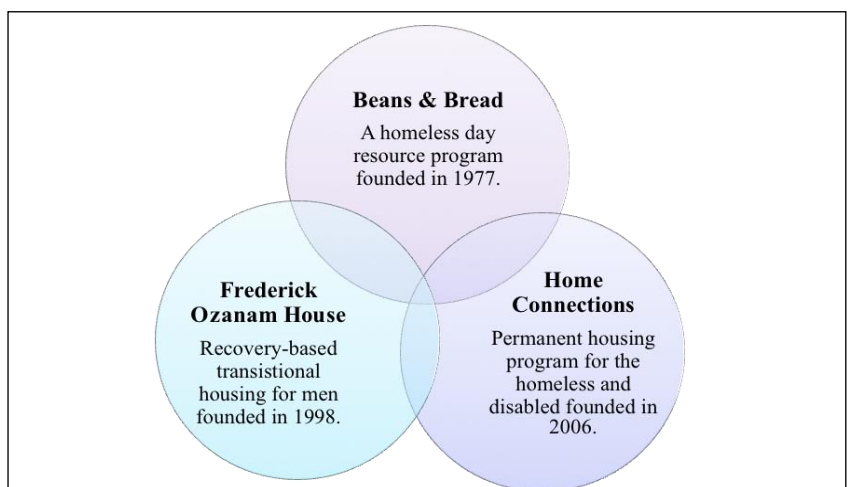 Beans & Bread
A homeless day
resource program
founded in 1977.
Frederick
Ozanam House
Recovery-based
transistional
housing for men
founded in 1998.
Home
Connections
Permanent housing
program for the
homeless and
disabled founded in
2006.